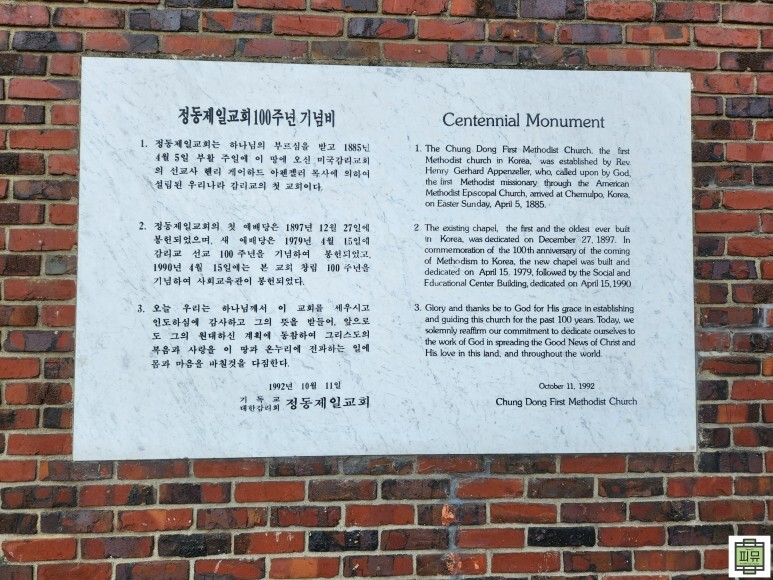 정동제일교회100주년 기념비
1. 정동제일교회는 하나님의 부르심을 받고 1885년
4월 5일 부활 주일에 이 땅에 오신 미국감리교회
의 선교사 헨리 게어하드 아펜젤러 목사에 의하여
설립된 우리나라 감리교의 첫 교회이다.
2. 정동제일교회의 첫 예배당은 1897년 12월 27일에
봉헌되었으며, 새 예배당은 1979년 4월 15일에
감리교 선교 100주년을 기념하여 봉헌되었고,
1990년 4월 15일에는 본 교회 창립 100주년을
기념하여 사회교육관이 봉헌되었다.
3. 오늘 우리는 하나님께서 이 교회를 세우시고
인도하심에 감사하고 그의 뜻을 받들어, 앞으로
도 그의 원대하신 계획에 동참하여 그리스도의
복음과 사랑을 이 땅과 온누리에 전파하는 일에
몸과 마음을 바칠것을 다짐한다.
1992년 10월 11일
기독교
대한감리회 정동제일교회
Centennial Monument
1. The Chung Dong First Methodist Church, the first
Methodist church in Korea, was established by Rev.
Henry Gerhard Appenzeller, who, called upon by God,
the first Methodist missionary through the American
Methodist Episcopal Church, arrived at Chemulpo, Korea,
on Easter Sunday, April 5, 1885.
2. The existing chapel, the first and the oldest ever built
in Korea, was dedicated on December 27, 1897. In
commemoration of the 100th anniversary of the coming
of Methodism to Korea, the new chapel was built and
dedicated on April 15, 1979, followed by the Social and
Educational Center Building, dedicated on April 15, 1990.
3. Glory and thanks be to God for His grace in establishing
and guiding this church for the past 100 years. Today, we
solemnly reaffirm our commitment to dedicate ourselves to
the work of God in spreading the Good News of Christ and
His love in this land, and throughout the world.
October 11, 1992
Chung Dong First Methodist Church
피뮤